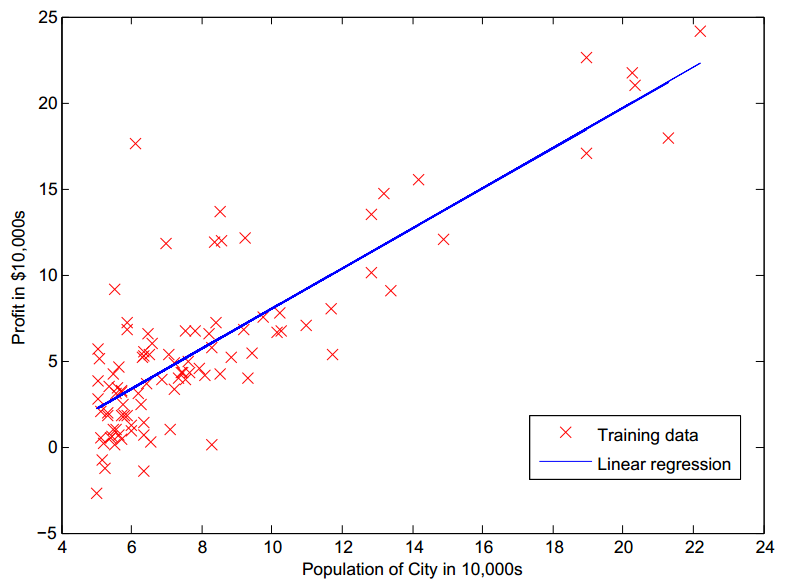 25
20
15
10
5
0
−5
4 6 8 10 12 14 16 18 20 22 24
Profit in $10,000s
Population of City in 10,000s
Training data
Linear regression